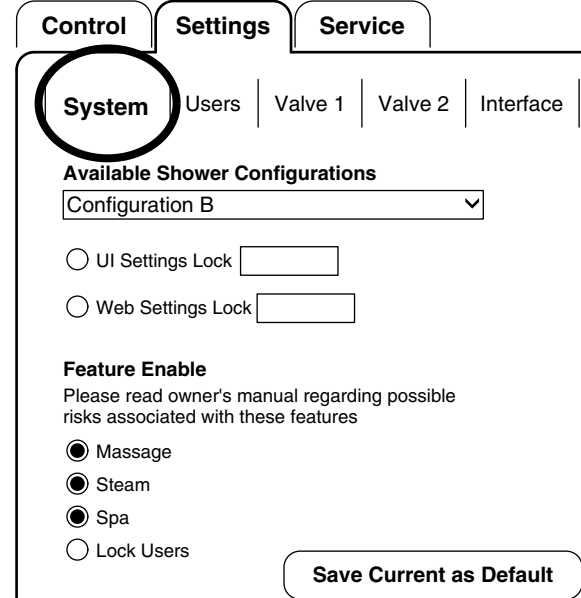 Control Settings Service
System Users Valve 1 Valve 2 Interface
Available Shower Configurations
Configuration B
UI Settings Lock
Web Settings Lock
Feature Enable
Please read owner's manual regarding possible
risks associated with these features
Massage
Steam
Spa
Lock Users
Save Current as Default